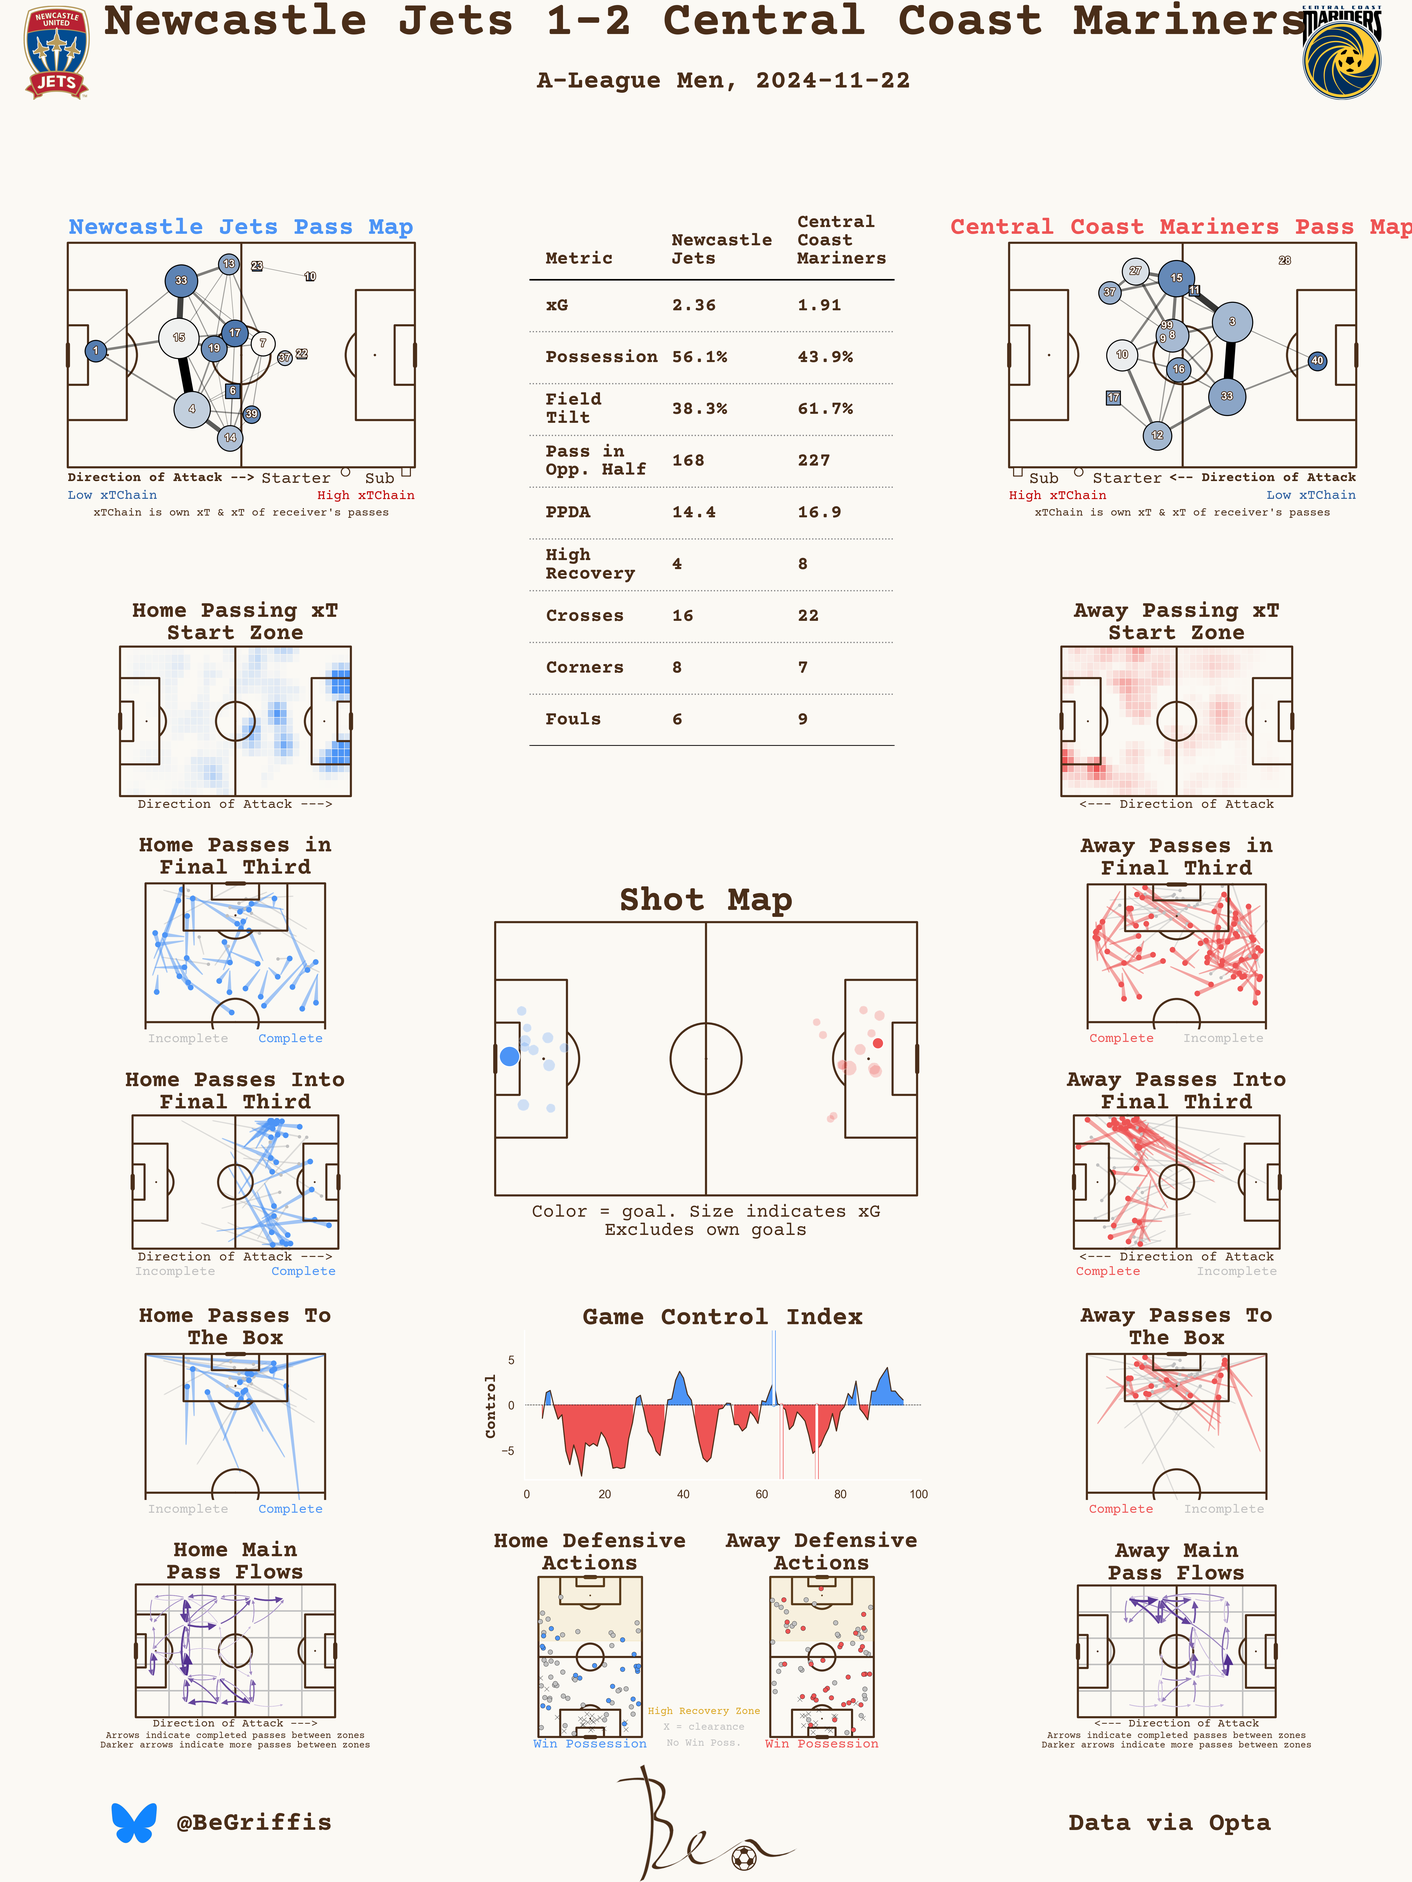 Newcastle Jets 1-2 Central Coast Mariners
A-League Men, 2024-11-22
NEWCASTLE
UNITED
JETS
CENTRAL COAST
MARINERS
Newcastle Jets Pass Map
33
13
23
10
15
17
19
7
37
22
1
6
4
39
14
Direction of Attack --> Starter Sub
Low xTChain High xTChain
xTChain is own xT & xT of receiver's passes
Metric Newcastle Jets Central Coast Mariners
xG 2.36 1.91
Possession 56.1% 43.9%
Field Tilt 38.3% 61.7%
Pass in Opp. Half 168 227
PPDA 14.4 16.9
High Recovery 4 8
Crosses 16 22
Corners 8 7
Fouls 6 9
Central Coast Mariners Pass Map
28
27
15
37
11
3
99
9
8
10
16
40
17
33
12
Sub Starter <-- Direction of Attack
High xTChain Low xTChain
xTChain is own xT & xT of receiver's passes
Home Passing xT
Start Zone
Direction of Attack --->
Away Passing xT
Start Zone
<--- Direction of Attack
Home Passes in
Final Third
Incomplete Complete
Away Passes in
Final Third
Complete Incomplete
Shot Map
Color = goal. Size indicates xG
Excludes own goals
Home Passes Into
Final Third
Direction of Attack --->
Incomplete Complete
Away Passes Into
Final Third
<--- Direction of Attack
Complete Incomplete
Home Passes To
The Box
Incomplete Complete
Game Control Index
Control
5
0
−5
0 20 40 60 80 100
Away Passes To
The Box
Complete Incomplete
Home Main
Pass Flows
Direction of Attack --->
Arrows indicate completed passes between zones
Darker arrows indicate more passes between zones
Home Defensive
Actions
Win Possession
High Recovery Zone
X = clearance
No Win Poss.
Away Defensive
Actions
Win Possession
Away Main
Pass Flows
<--- Direction of Attack
Arrows indicate completed passes between zones
Darker arrows indicate more passes between zones
@BeGriffis
Ben
Data via Opta